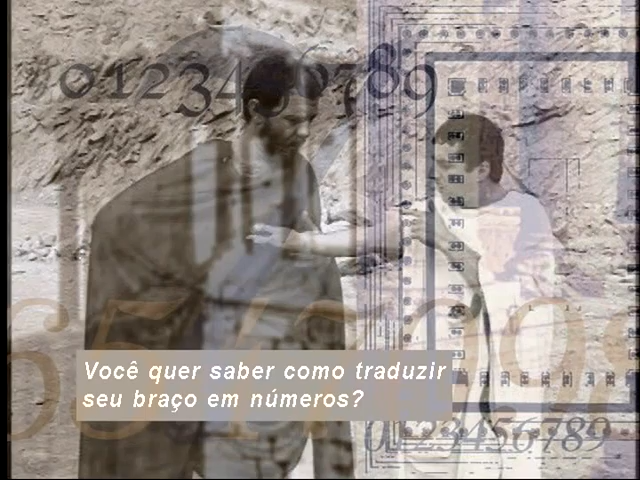 0123456789
Você quer saber como traduzir
seu braço em números?
0123456789